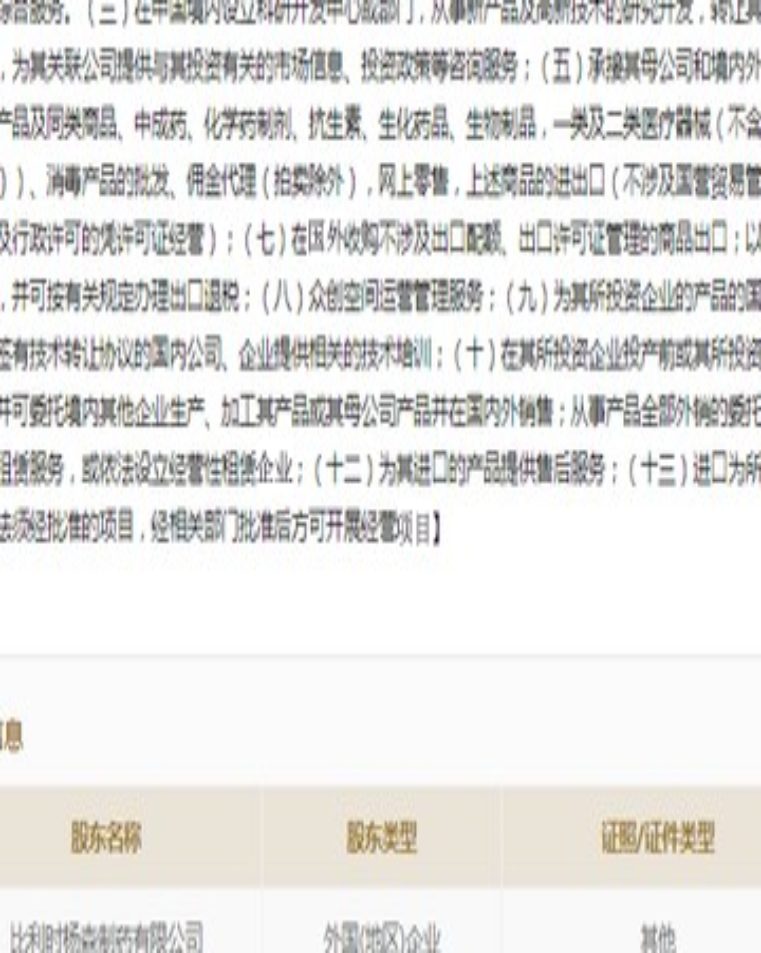 综合服务。（三）在中国境内设立科研开发中心或部门，从事新产品及高新技术的研究开发，转让其
，为其关联公司提供与其投资有关的市场信息、投资政策等咨询服务；（五）承接其母公司和境内外
产品及同类商品、中成药、化学药制剂、抗生素、生化药品、生物制品，一类及二类医疗器械（不含
））、消毒产品的批发、佣金代理（拍卖除外），网上零售，上述商品的进出口（不涉及国营贸易管
及行政许可的凭许可证经营）；（七）在国外收购不涉及出口配额、出口许可证管理的商品出口；以
，并可按有关规定办理出口退税；（八）众创空间运营管理服务；（九）为其所投资企业的产品的国
签有技术转让协议的国内公司、企业提供相关的技术培训；（十）在其所投资企业投产前或其所投资
并可委托境内其他企业生产、加工其产品或其母公司产品并在国内外销售；从事产品全部外销的委托
租赁服务，或依法设立经营性租赁企业；（十二）为其进口的产品提供售后服务；（十三）进口为所
法须经批准的项目，经相关部门批准后方可开展经营项目】
信息
股东名称 股东类型 证照/证件类型
比利时杨森制药有限公司 外国(地区)企业 其他